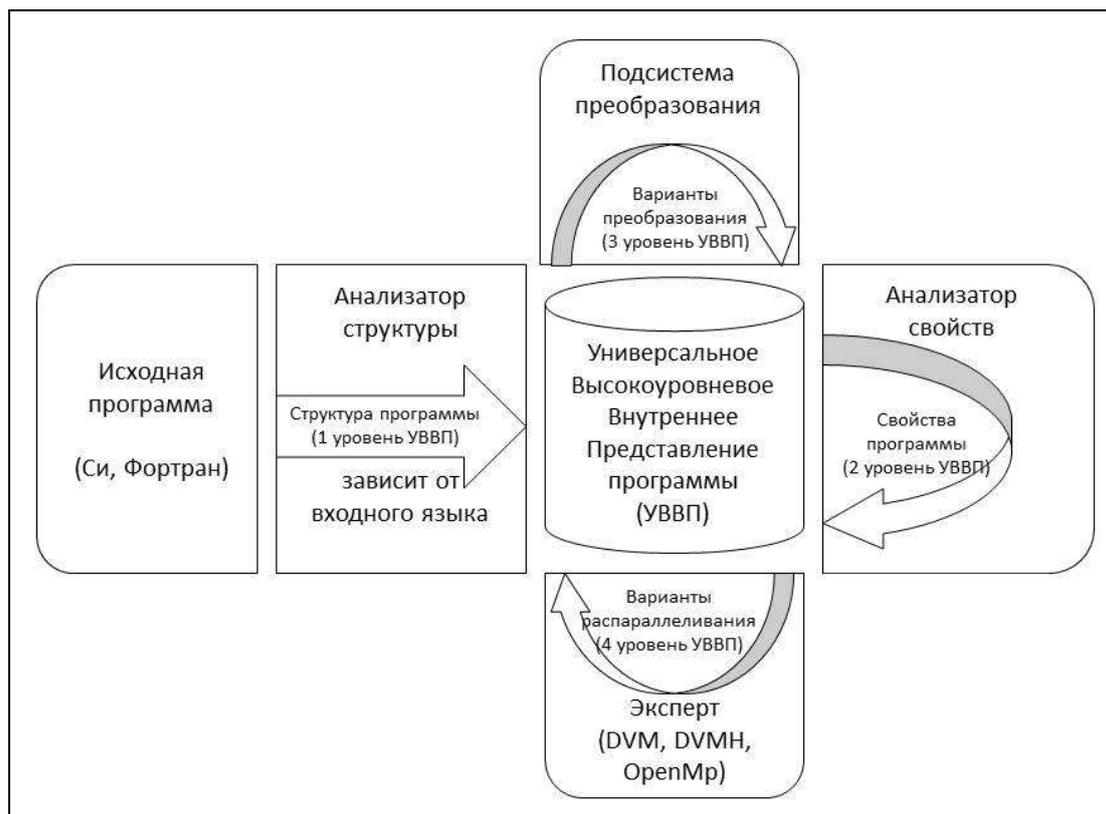 Подсистема
преобразования
Варианты
преобразования
(3 уровень УВВП)
Исходная
программа
(Си, Фортран)
Анализатор
структуры
Структура программы
(1 уровень УВВП)
зависит от
входного языка
Универсальное
Высокоуровневое
Внутреннее
Представление
программы
(УВВП)
Анализатор
свойств
Свойства
программы
(2 уровень УВВП)
Варианты
распараллеливания
(4 уровень УВВП)
Эксперт
(DVM, DVMH,
OpenMp)